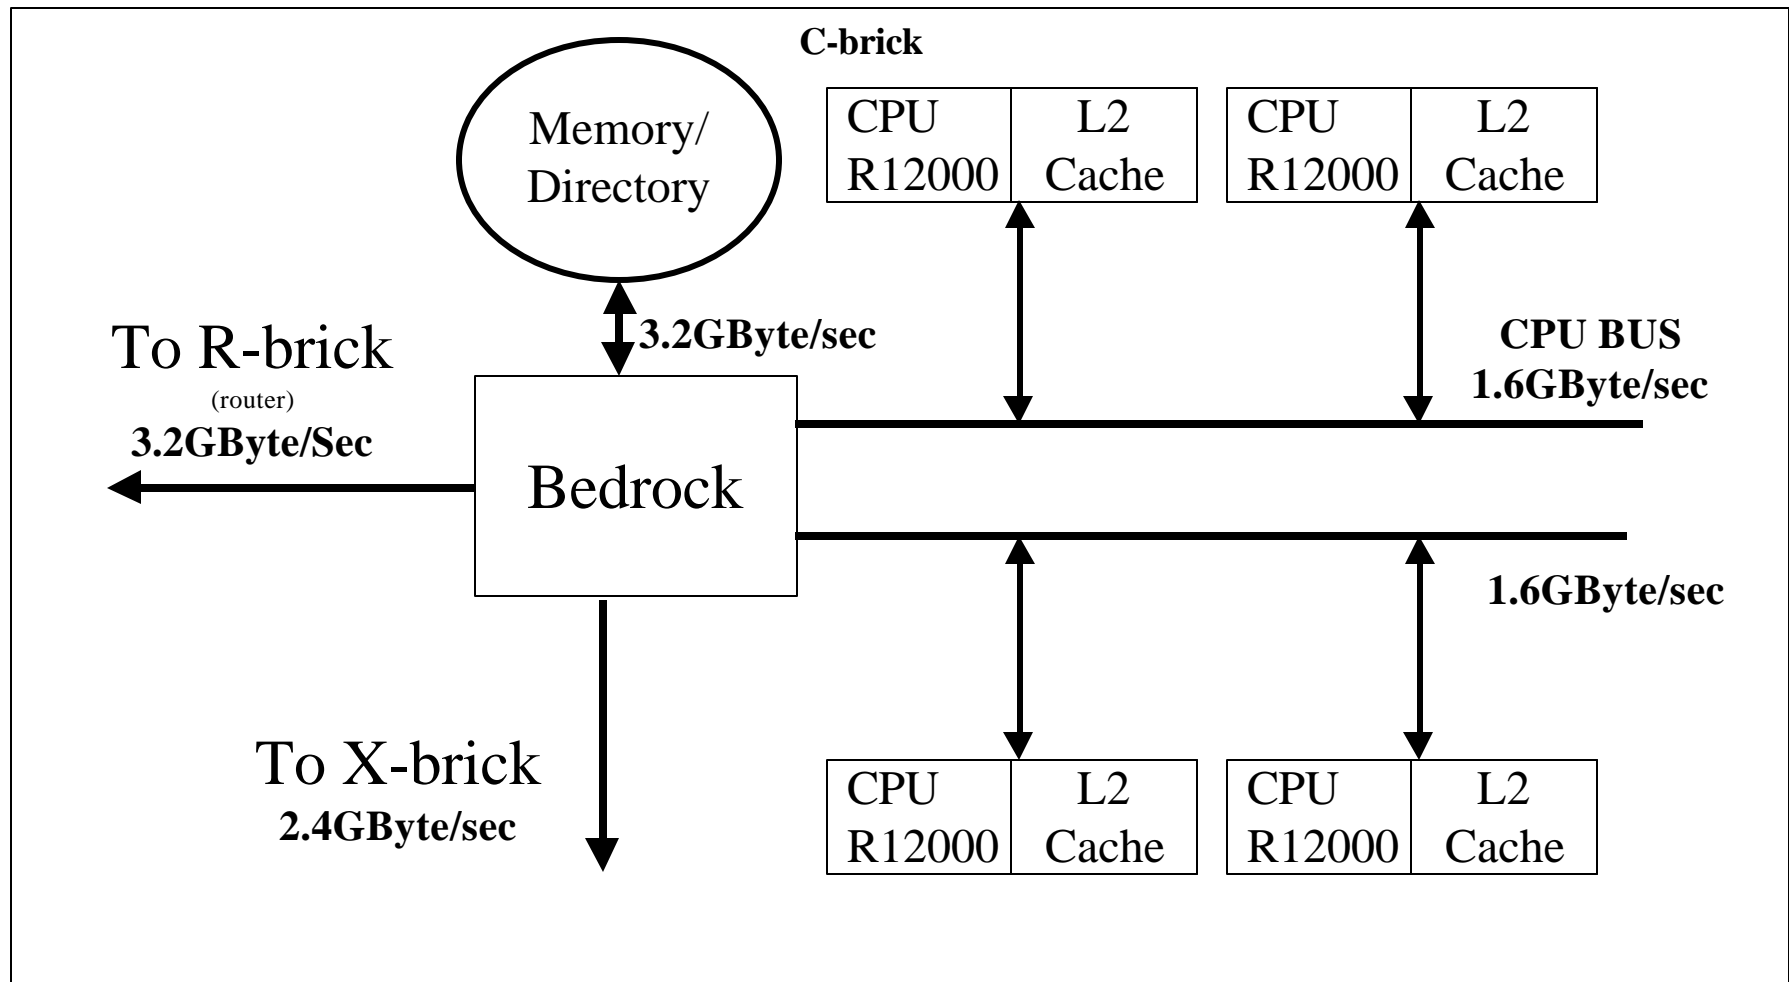 C-brick
Memory/
Directory
CPU
R12000
L2
Cache
CPU
R12000
L2
Cache
3.2GByte/sec
To R-brick
(router)
3.2GByte/Sec
CPU BUS
1.6GByte/sec
Bedrock
1.6GByte/sec
To X-brick
2.4GByte/sec
CPU
R12000
L2
Cache
CPU
R12000
L2
Cache